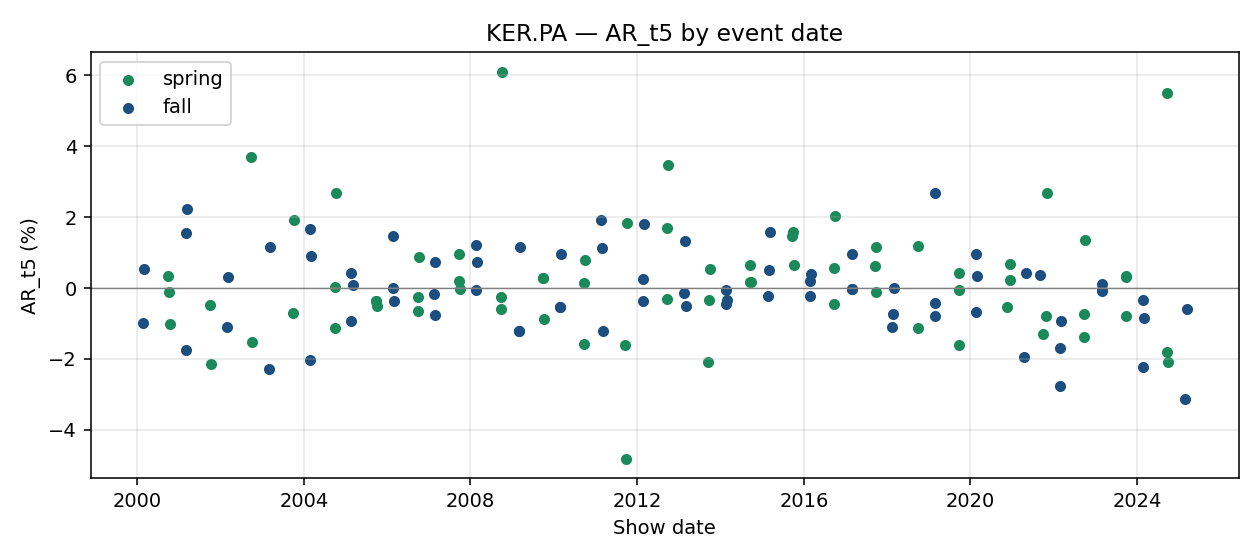 KER.PA — AR_t5 by event date
spring
fall
AR_t5 (%)
6
4
2
0
−2
−4
2000
2004
2008
2012
2016
2020
2024
Show date